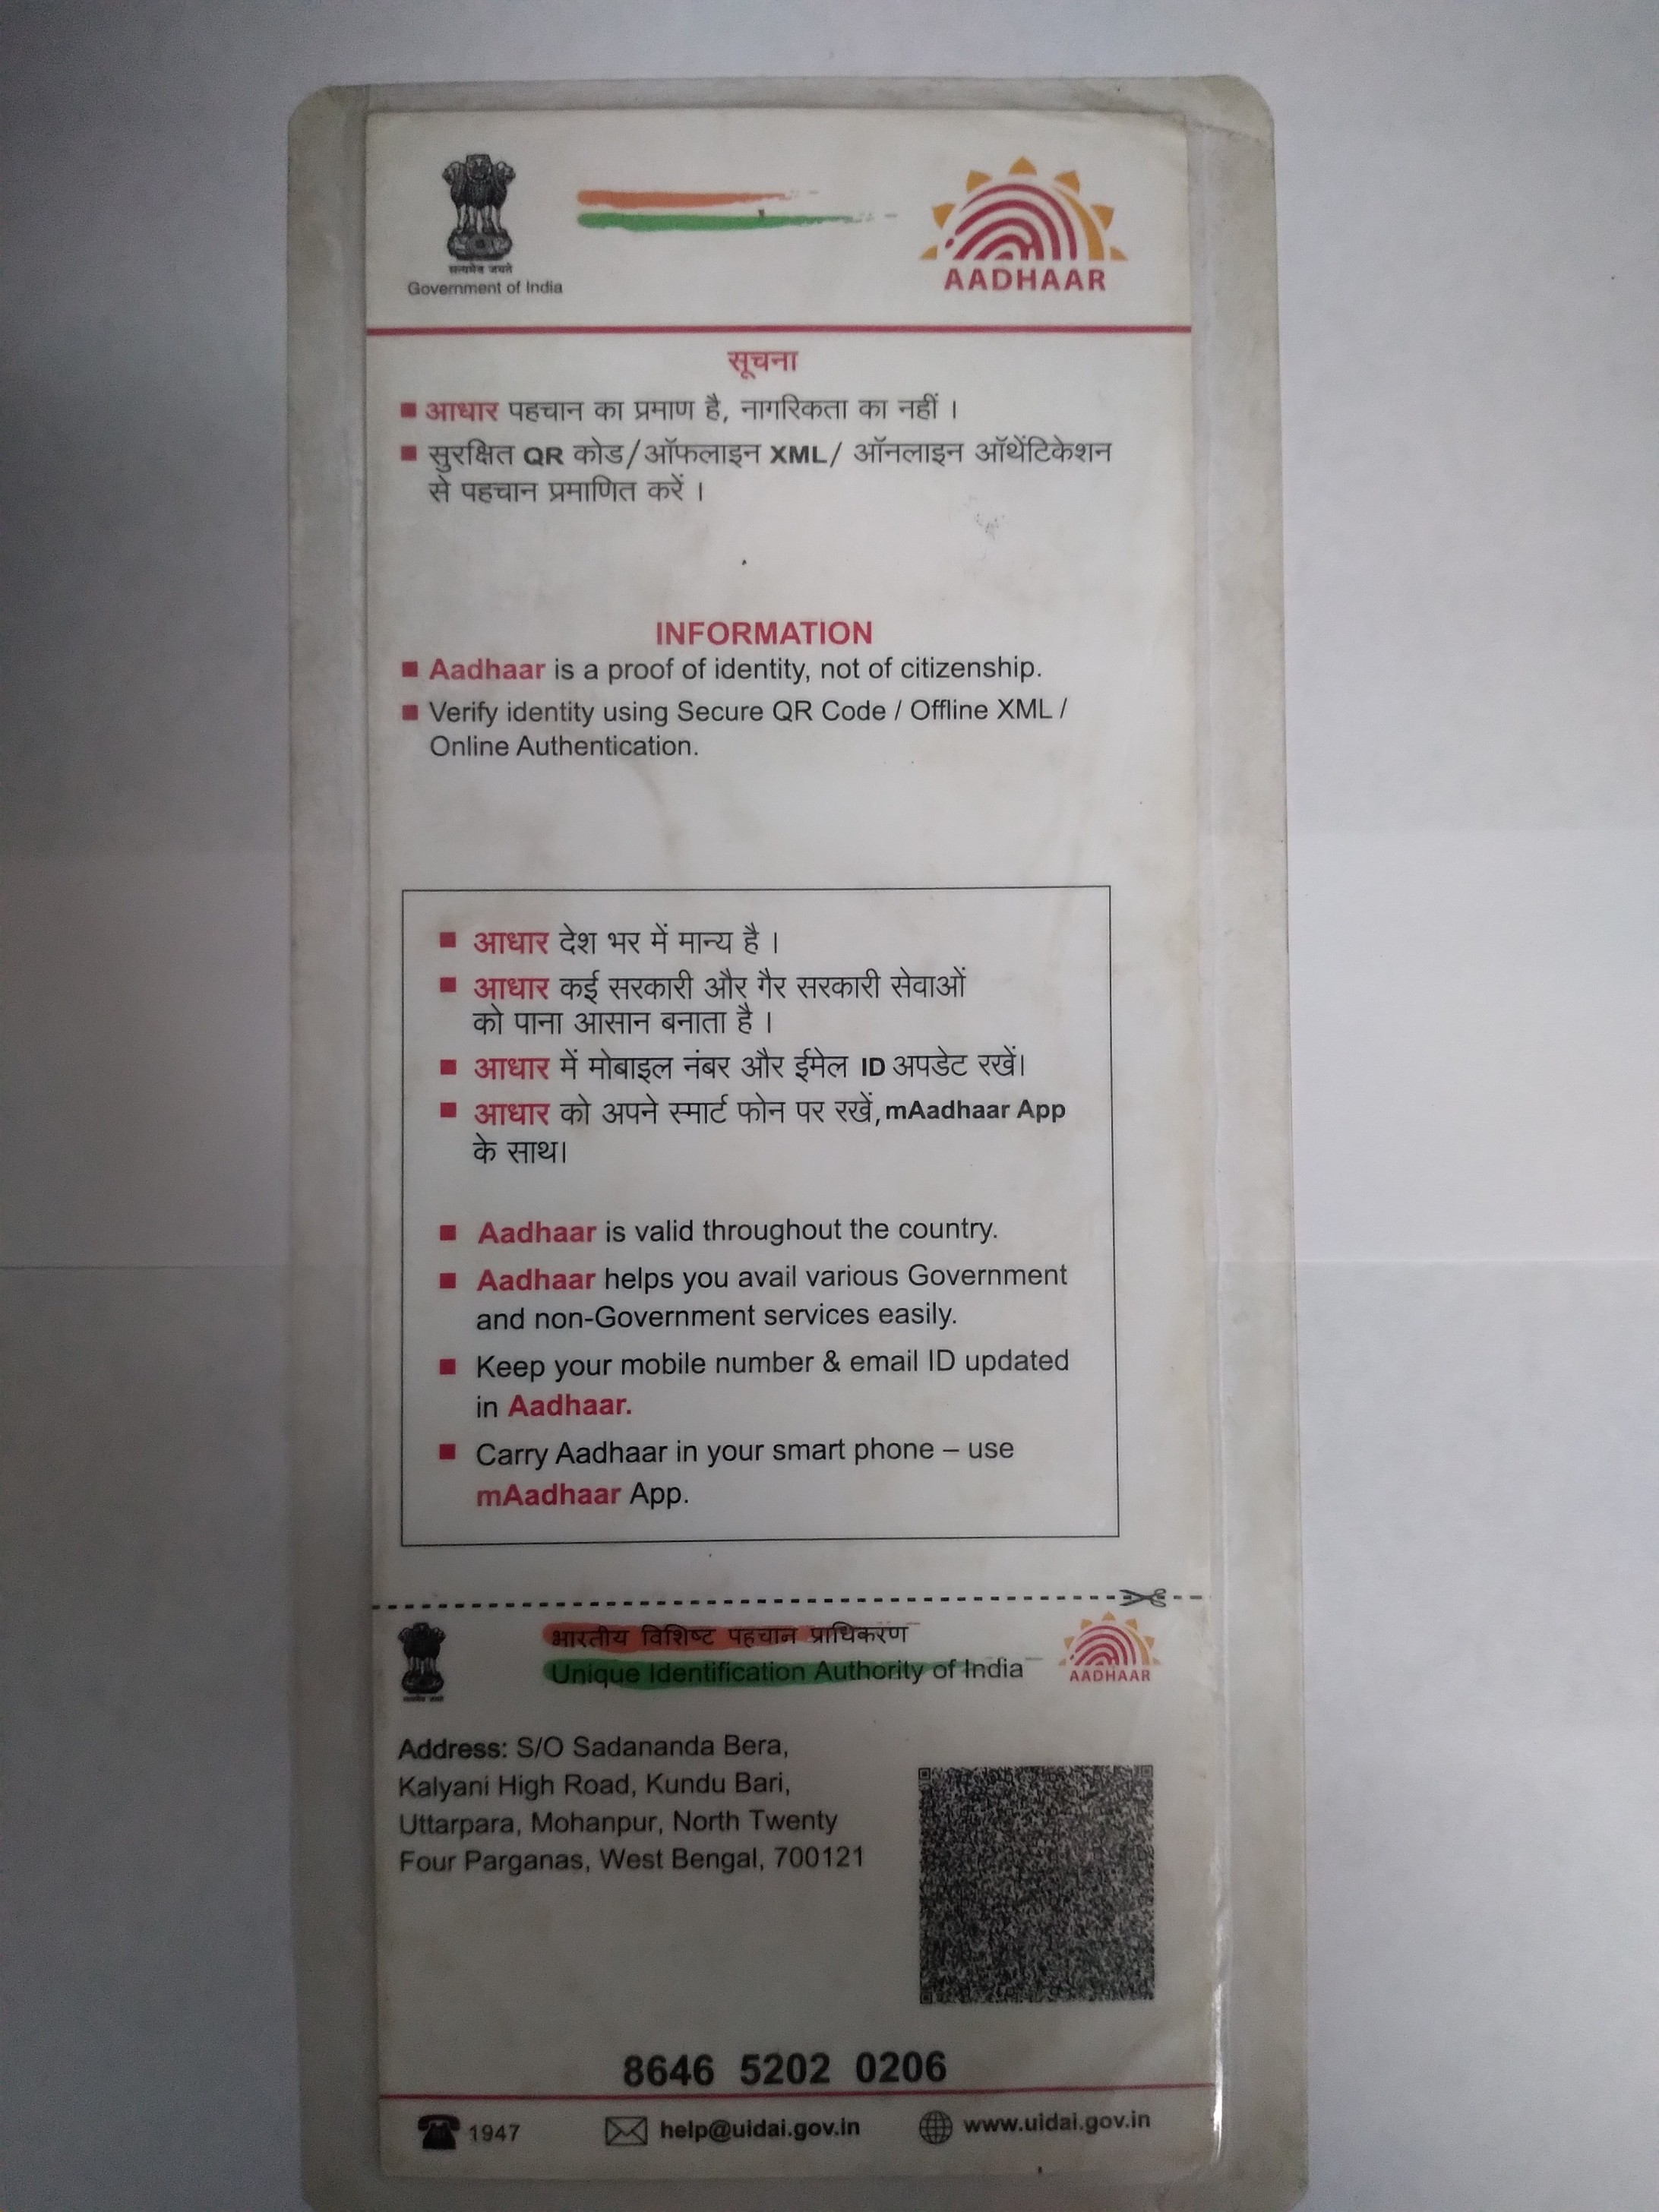 सत्यमेव जयते
Government of India
AADHAAR
सूचना
आधार पहचान का प्रमाण है, नागरिकता का नहीं ।
सुरक्षित QR कोड/ऑफलाइन XML/ ऑनलाइन ऑथेंटिकेशन
से पहचान प्रमाणित करें ।
INFORMATION
Aadhaar is a proof of identity, not of citizenship.
Verify identity using Secure QR Code / Offline XML /
Online Authentication.
आधार देश भर में मान्य है ।
आधार कई सरकारी और गैर सरकारी सेवाओं
को पाना आसान बनाता है ।
आधार में मोबाइल नंबर और ईमेल ID अपडेट रखें।
आधार को अपने स्मार्ट फोन पर रखें, mAadhaar App
के साथ।
Aadhaar is valid throughout the country.
Aadhaar helps you avail various Government
and non-Government services easily.
Keep your mobile number & email ID updated
in Aadhaar.
Carry Aadhaar in your smart phone – use
mAadhaar App.
भारतीय विशिष्ट पहचान प्राधिकरण
Unique Identification Authority of India
AADHAAR
Address: S/O Sadananda Bera,
Kalyani High Road, Kundu Bari,
Uttarpara, Mohanpur, North Twenty
Four Parganas, West Bengal, 700121
8646 5202 0206
1947
help@uidai.gov.in
www.uidai.gov.in